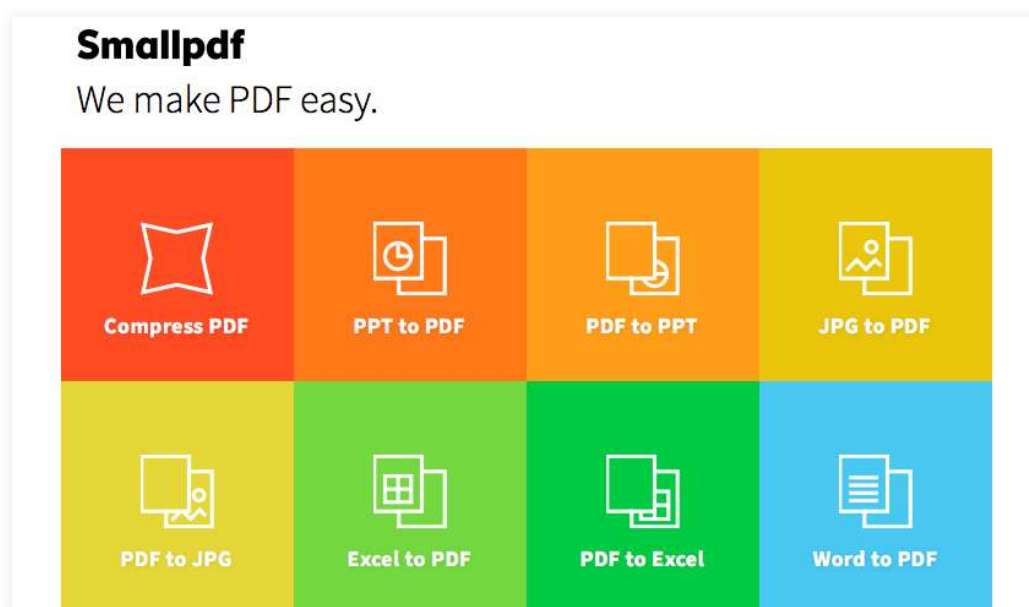 Smallpdf
We make PDF easy.
Compress PDF
PPT to PDF
PDF to PPT
JPG to PDF
PDF to JPG
Excel to PDF
PDF to Excel
Word to PDF